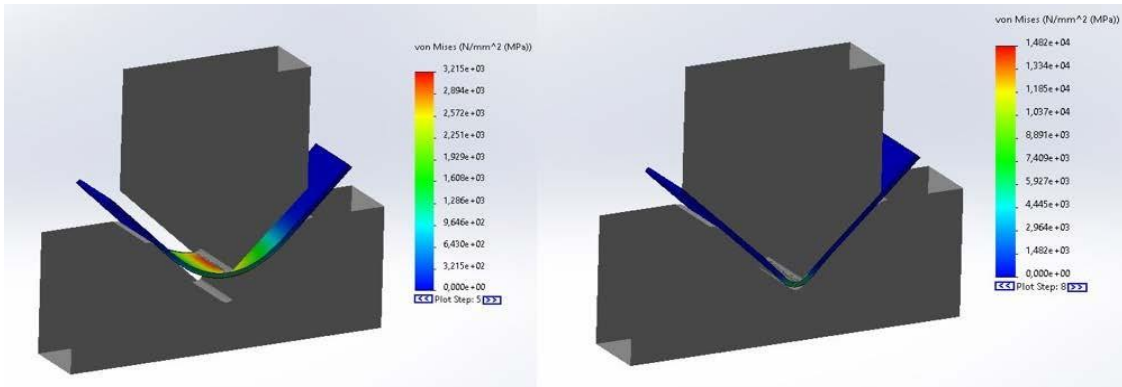 von Mises (N/mm^2 (MPa))
3,215e+03
2,894e+03
2,572e+03
2,251e+03
1,929e+03
1,608e+03
1,286e+03
9,646e+02
6,430e+02
3,215e+02
0,000e+00
<< Plot Step: 5 >>
von Mises (N/mm^2 (MPa))
1,482e+04
1,334e+04
1,185e+04
1,037e+04
8,891e+03
7,409e+03
5,927e+03
4,445e+03
2,964e+03
1,482e+03
0,000e+00
<< Plot Step: 8 >>